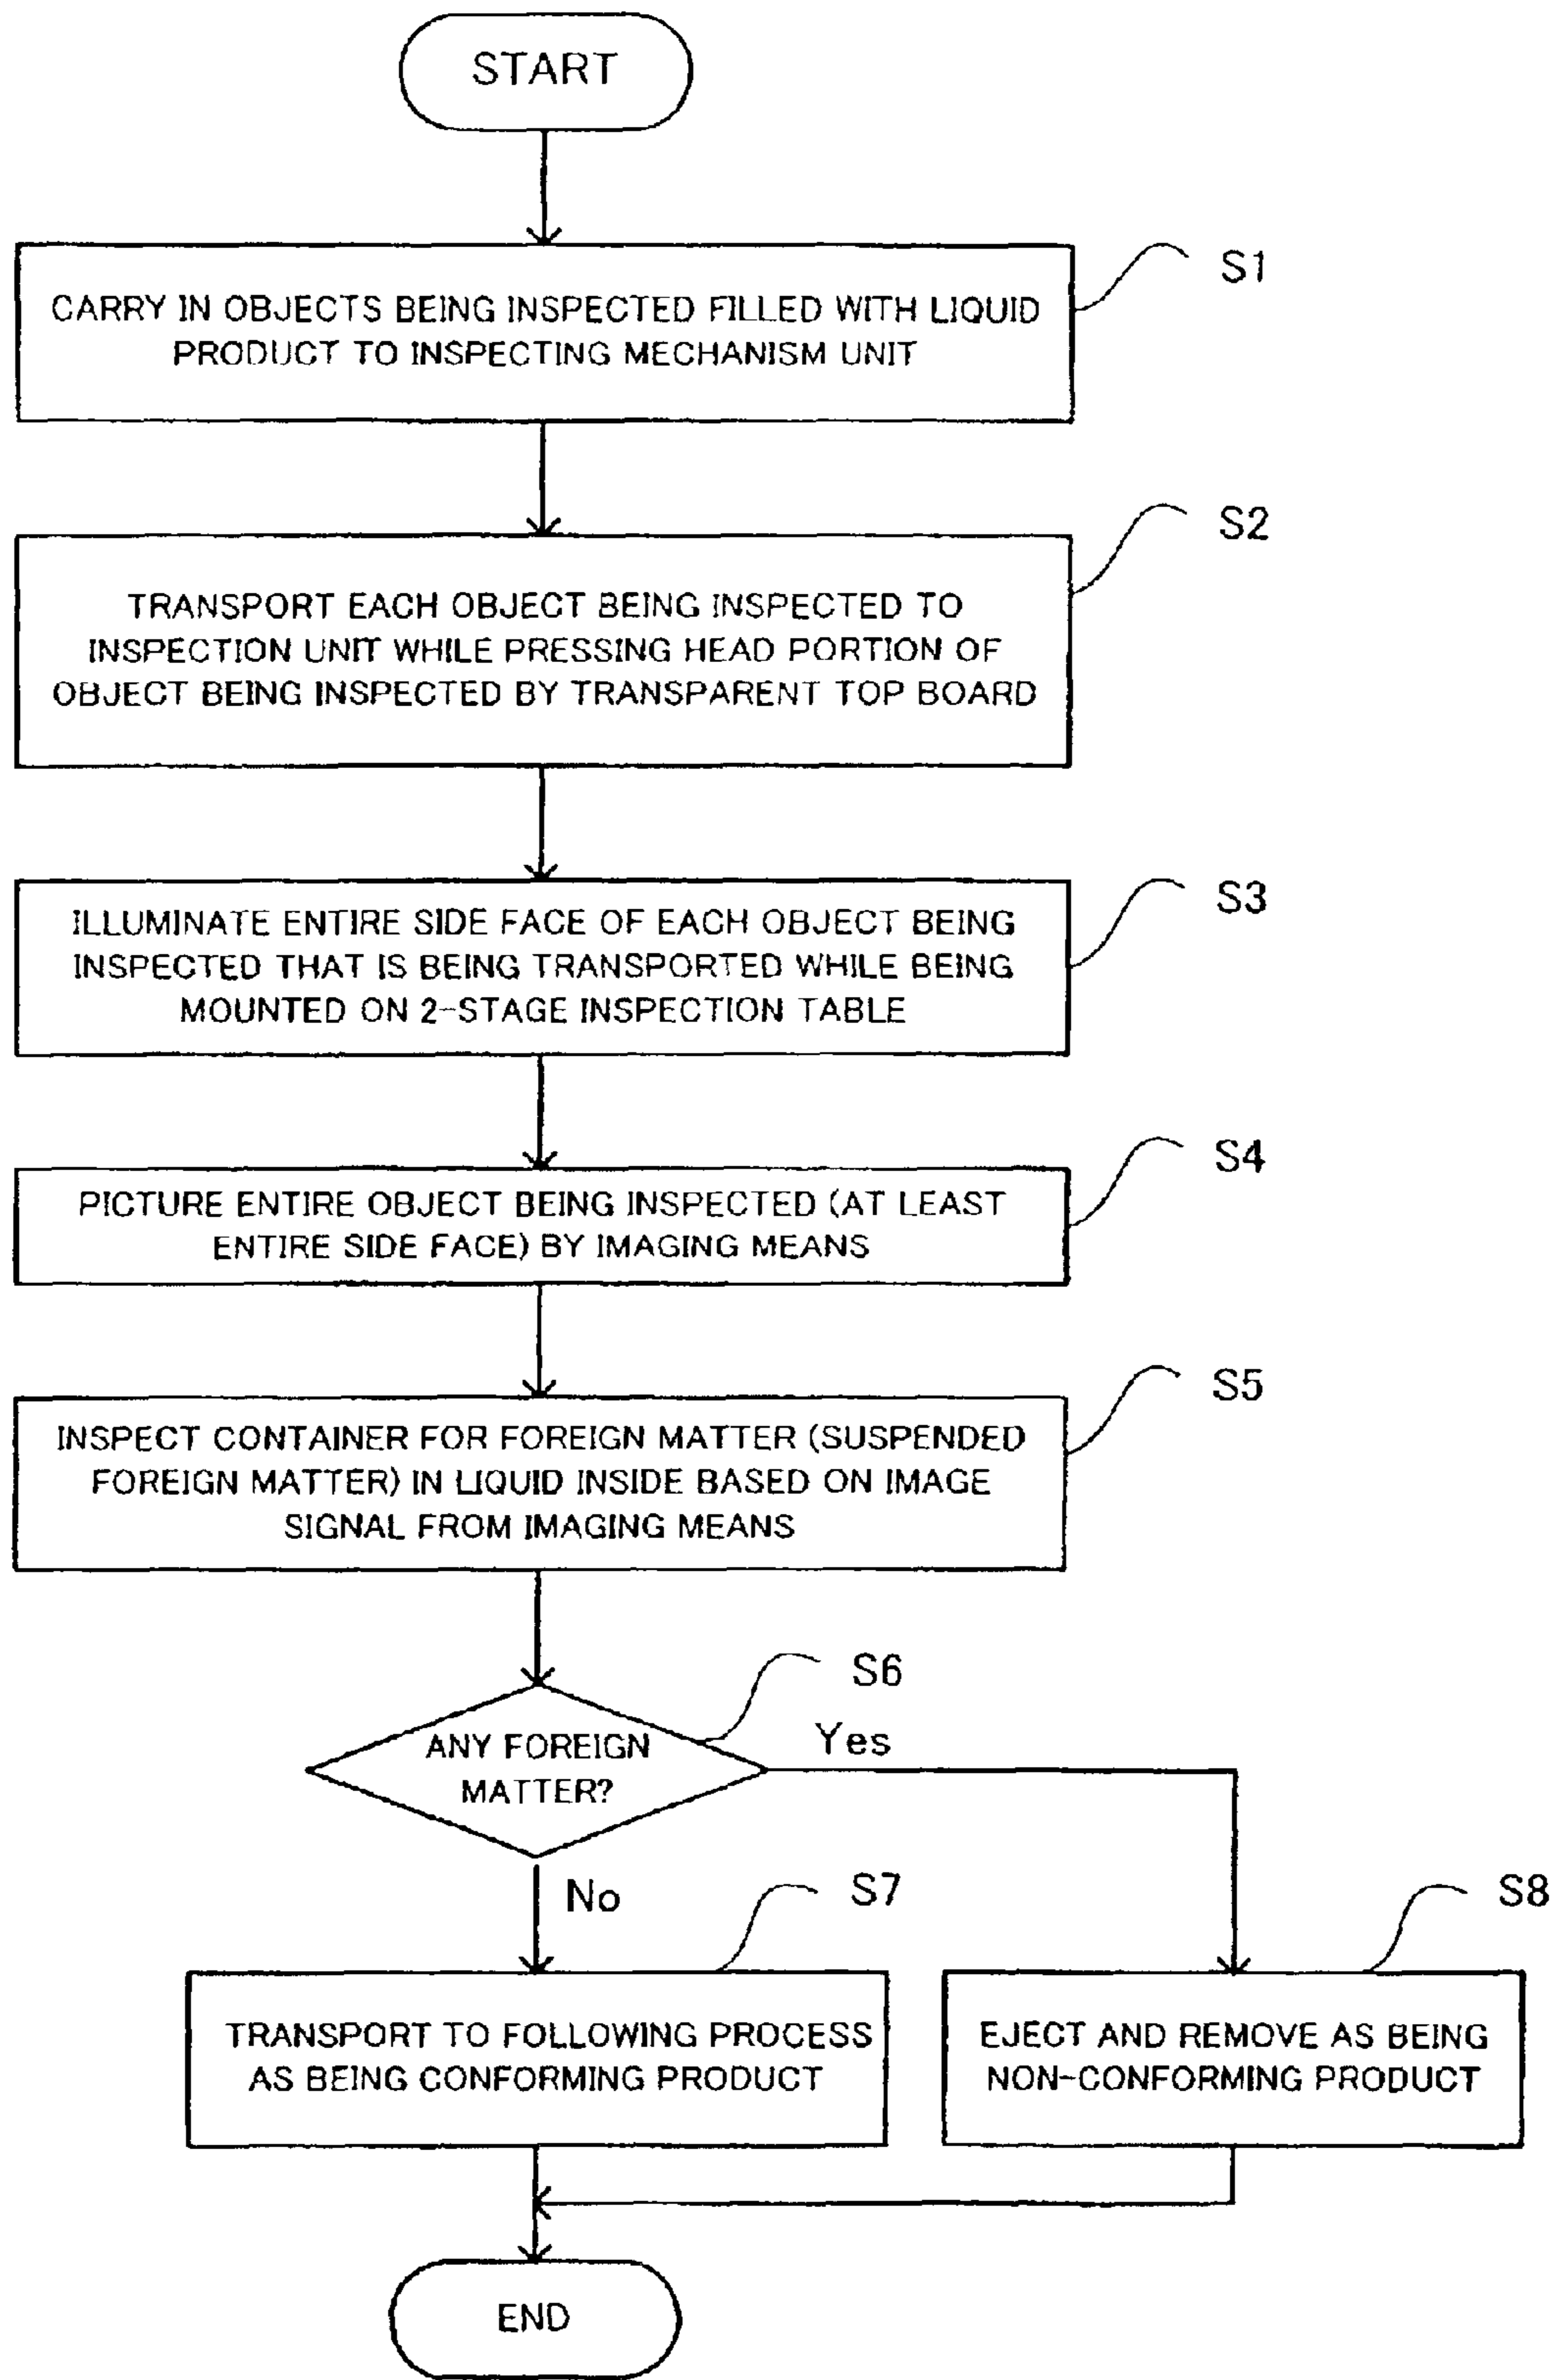 START
S1
CARRY IN OBJECTS BEING INSPECTED FILLED WITH LIQUID
PRODUCT TO INSPECTING MECHANISM UNIT
S2
TRANSPORT EACH OBJECT BEING INSPECTED TO
INSPECTION UNIT WHILE PRESSING HEAD PORTION OF
OBJECT BEING INSPECTED BY TRANSPARENT TOP BOARD
S3
ILLUMINATE ENTIRE SIDE FACE OF EACH OBJECT BEING
INSPECTED THAT IS BEING TRANSPORTED WHILE BEING
MOUNTED ON 2-STAGE INSPECTION TABLE
S4
PICTURE ENTIRE OBJECT BEING INSPECTED (AT LEAST
ENTIRE SIDE FACE) BY IMAGING MEANS
S5
INSPECT CONTAINER FOR FOREIGN MATTER (SUSPENDED
FOREIGN MATTER) IN LIQUID INSIDE BASED ON IMAGE
SIGNAL FROM IMAGING MEANS
S6
ANY FOREIGN
MATTER?
Yes
No
S7
TRANSPORT TO FOLLOWING PROCESS
AS BEING CONFORMING PRODUCT
S8
EJECT AND REMOVE AS BEING
NON-CONFORMING PRODUCT
END